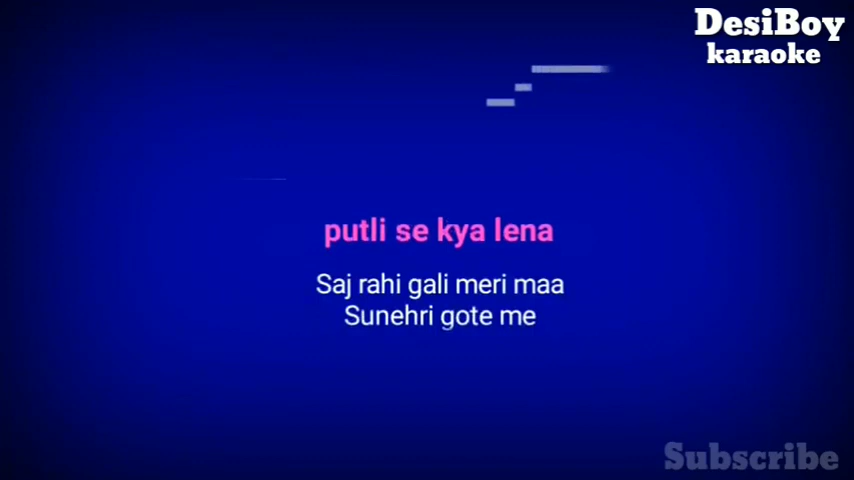 DesiBoy
karaoke
putli se kya lena
Saj rahi gali meri maa
Sunehri gote me
Subscribe